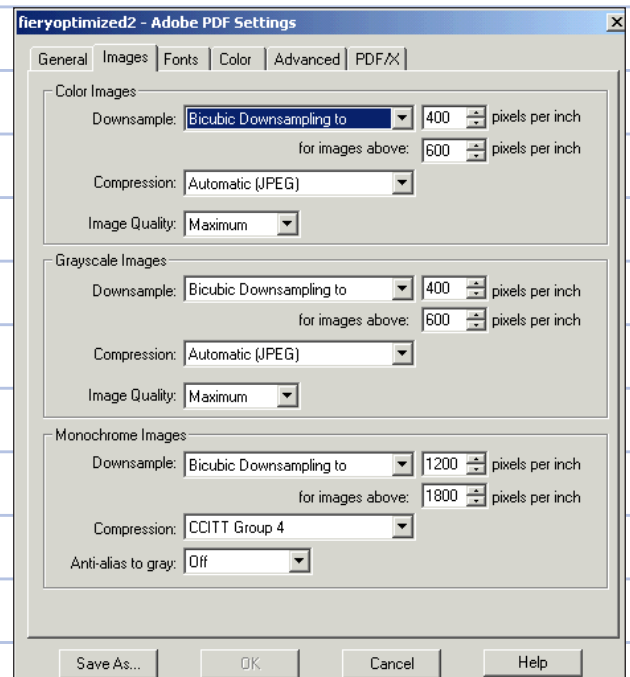 fieryoptimized2 - Adobe PDF Settings
General Images Fonts Color Advanced PDF/X
Color Images
Downsample: Bicubic Downsampling to 400 pixels per inch
for images above: 600 pixels per inch
Compression: Automatic (JPEG)
Image Quality: Maximum
Grayscale Images
Downsample: Bicubic Downsampling to 400 pixels per inch
for images above: 600 pixels per inch
Compression: Automatic (JPEG)
Image Quality: Maximum
Monochrome Images
Downsample: Bicubic Downsampling to 1200 pixels per inch
for images above: 1800 pixels per inch
Compression: CCITT Group 4
Anti-alias to gray: Off
Save As... OK Cancel Help